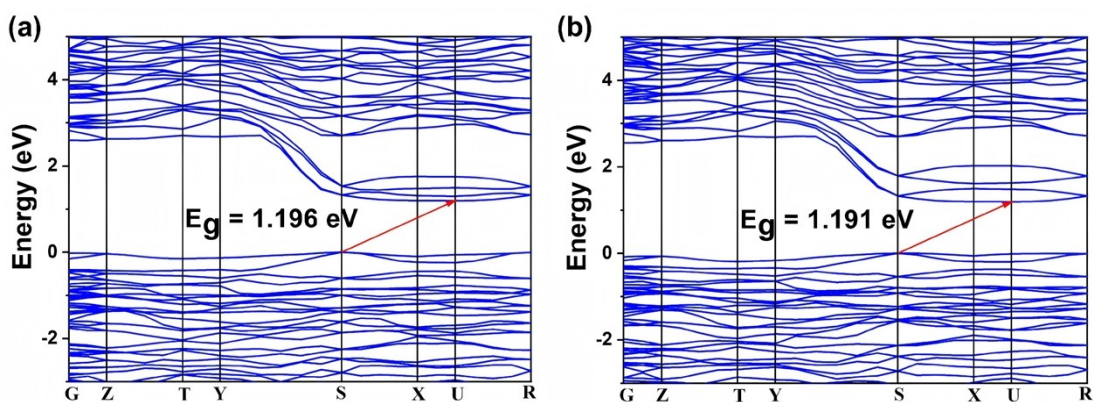 (a)
Energy (eV)
4
2
0
-2
Eg = 1.196 eV
G Z T Y S X U R
(b)
Energy (eV)
4
2
0
-2
Eg = 1.191 eV
G Z T Y S X U R